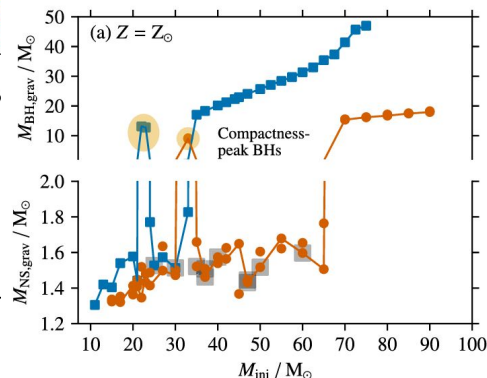 50
40
30
20
10
M_BH,grav / M⊙
(a) Z = Z⊙
Compactness-
peak BHs
2.0
1.8
1.6
1.4
1.2
M_NS,grav / M⊙
10 20 30 40 50 60 70 80 90 100
M_ini / M⊙